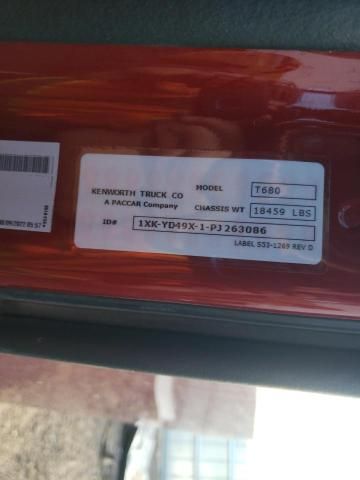 KENWORTH TRUCK CO
A PACCAR Company
MODEL T680
CHASSIS WT 18459 LBS
ID# 1XK-YD49X-1-PJ263086
LABEL S53-1269 REV D